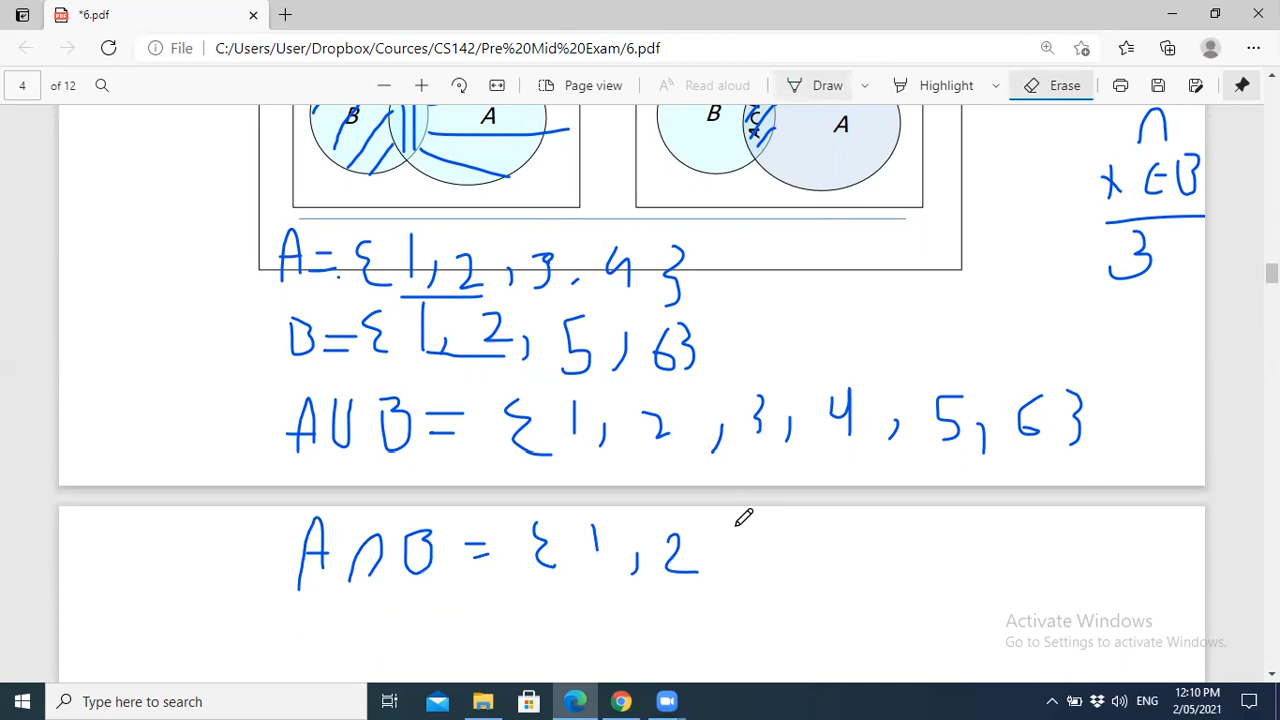 *6.pdf
File C:/Users/User/Dropbox/Cources/CS142/Pre%20Mid%20Exam/6.pdf
4 of 12 Page view Read aloud Draw Highlight Erase
B A B C A
∩
x ∈ B
3
A = { 1, 2, 3. 4 }
B = { 1, 2, 5, 6}
A U B = { 1, 2, 3, 4, 5, 6 }
A ∩ B = { 1, 2
Activate Windows
Go to Settings to activate Windows.
Type here to search
ENG
12:10 PM
2/05/2021